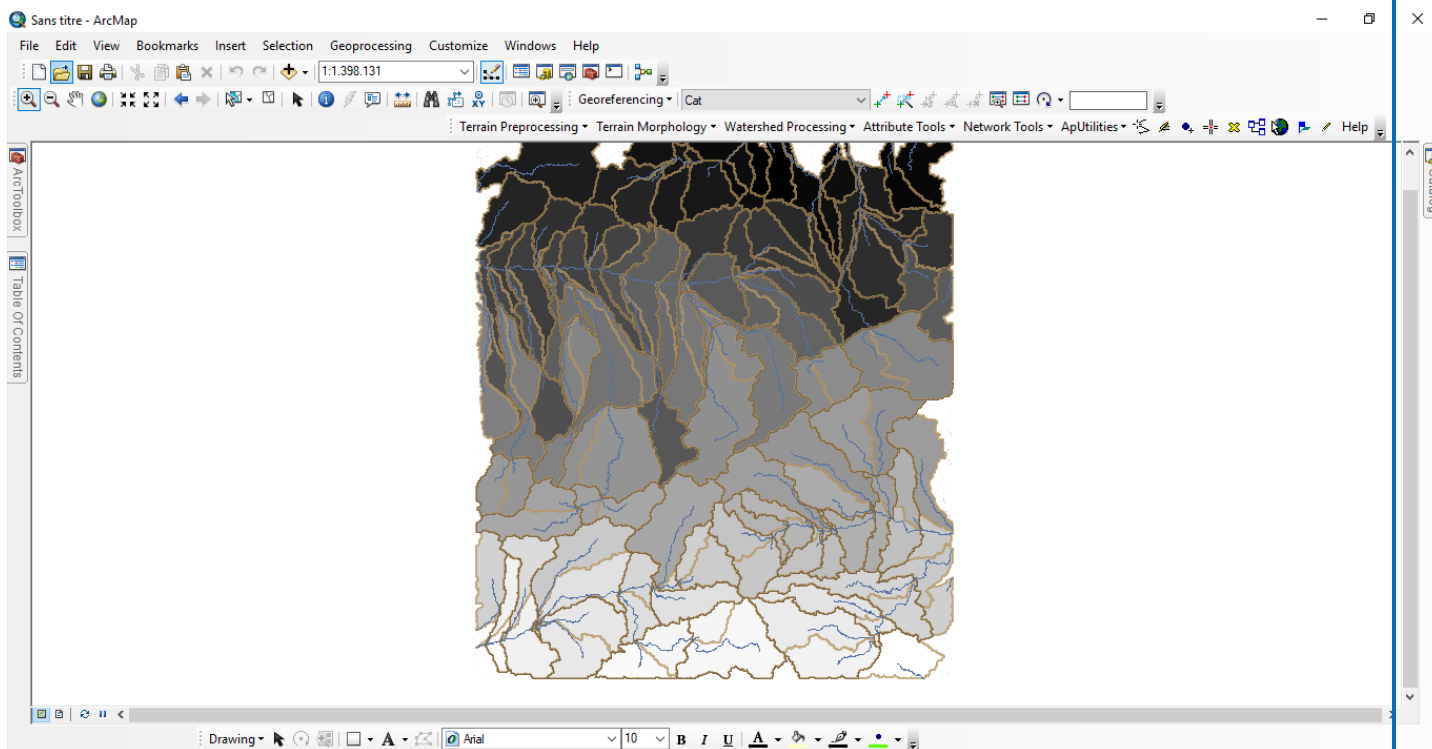 Sans titre - ArcMap
File Edit View Bookmarks Insert Selection Geoprocessing Customize Windows Help
1:1.398.131
Georeferencing Cat
Terrain Preprocessing Terrain Morphology Watershed Processing Attribute Tools Network Tools ApUtilities Help
ArcToolbox
Table Of Contents
Drawing A Arial 10 B I U A